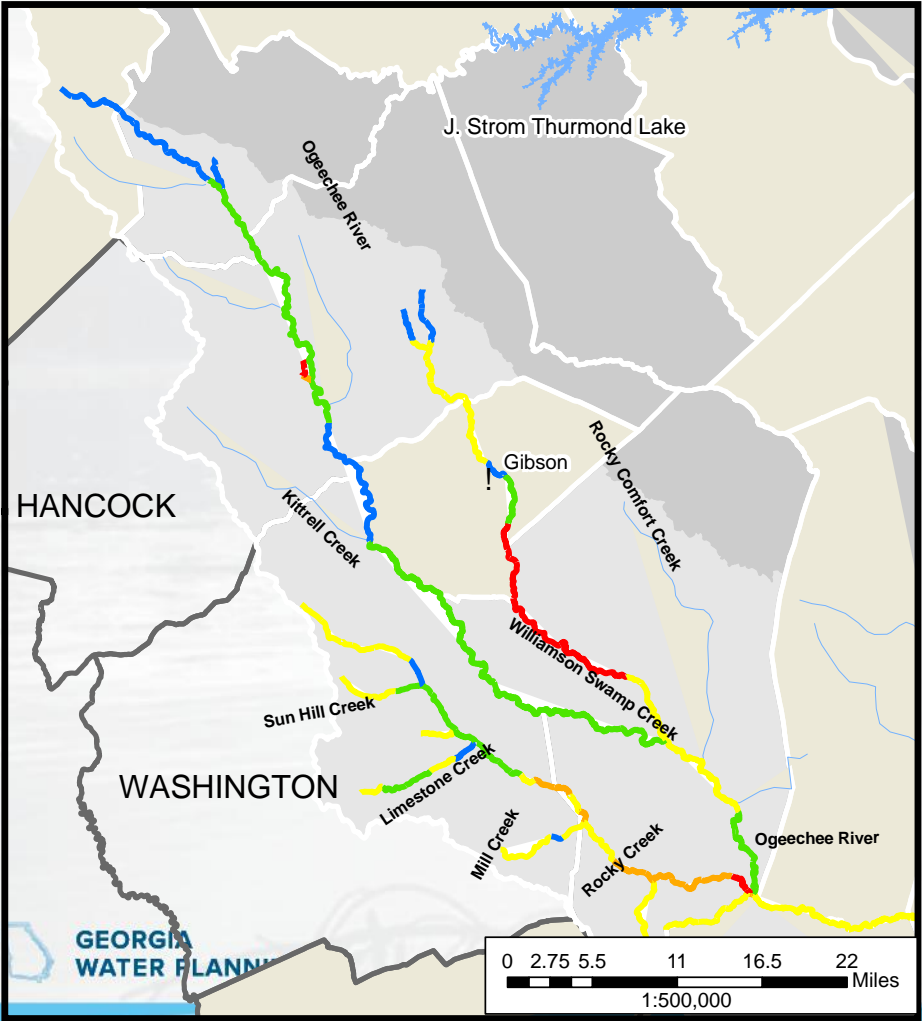 J. Strom Thurmond Lake
Ogeechee River
Rocky Comfort Creek
Gibson
!
HANCOCK
Kittrell Creek
Williamson Swamp Creek
Sun Hill Creek
WASHINGTON
Limestone Creek
Mill Creek
Rocky Creek
Ogeechee River
GEORGIA
WATER PLANNI
0 2.75 5.5 11 16.5 22
Miles
1:500,000